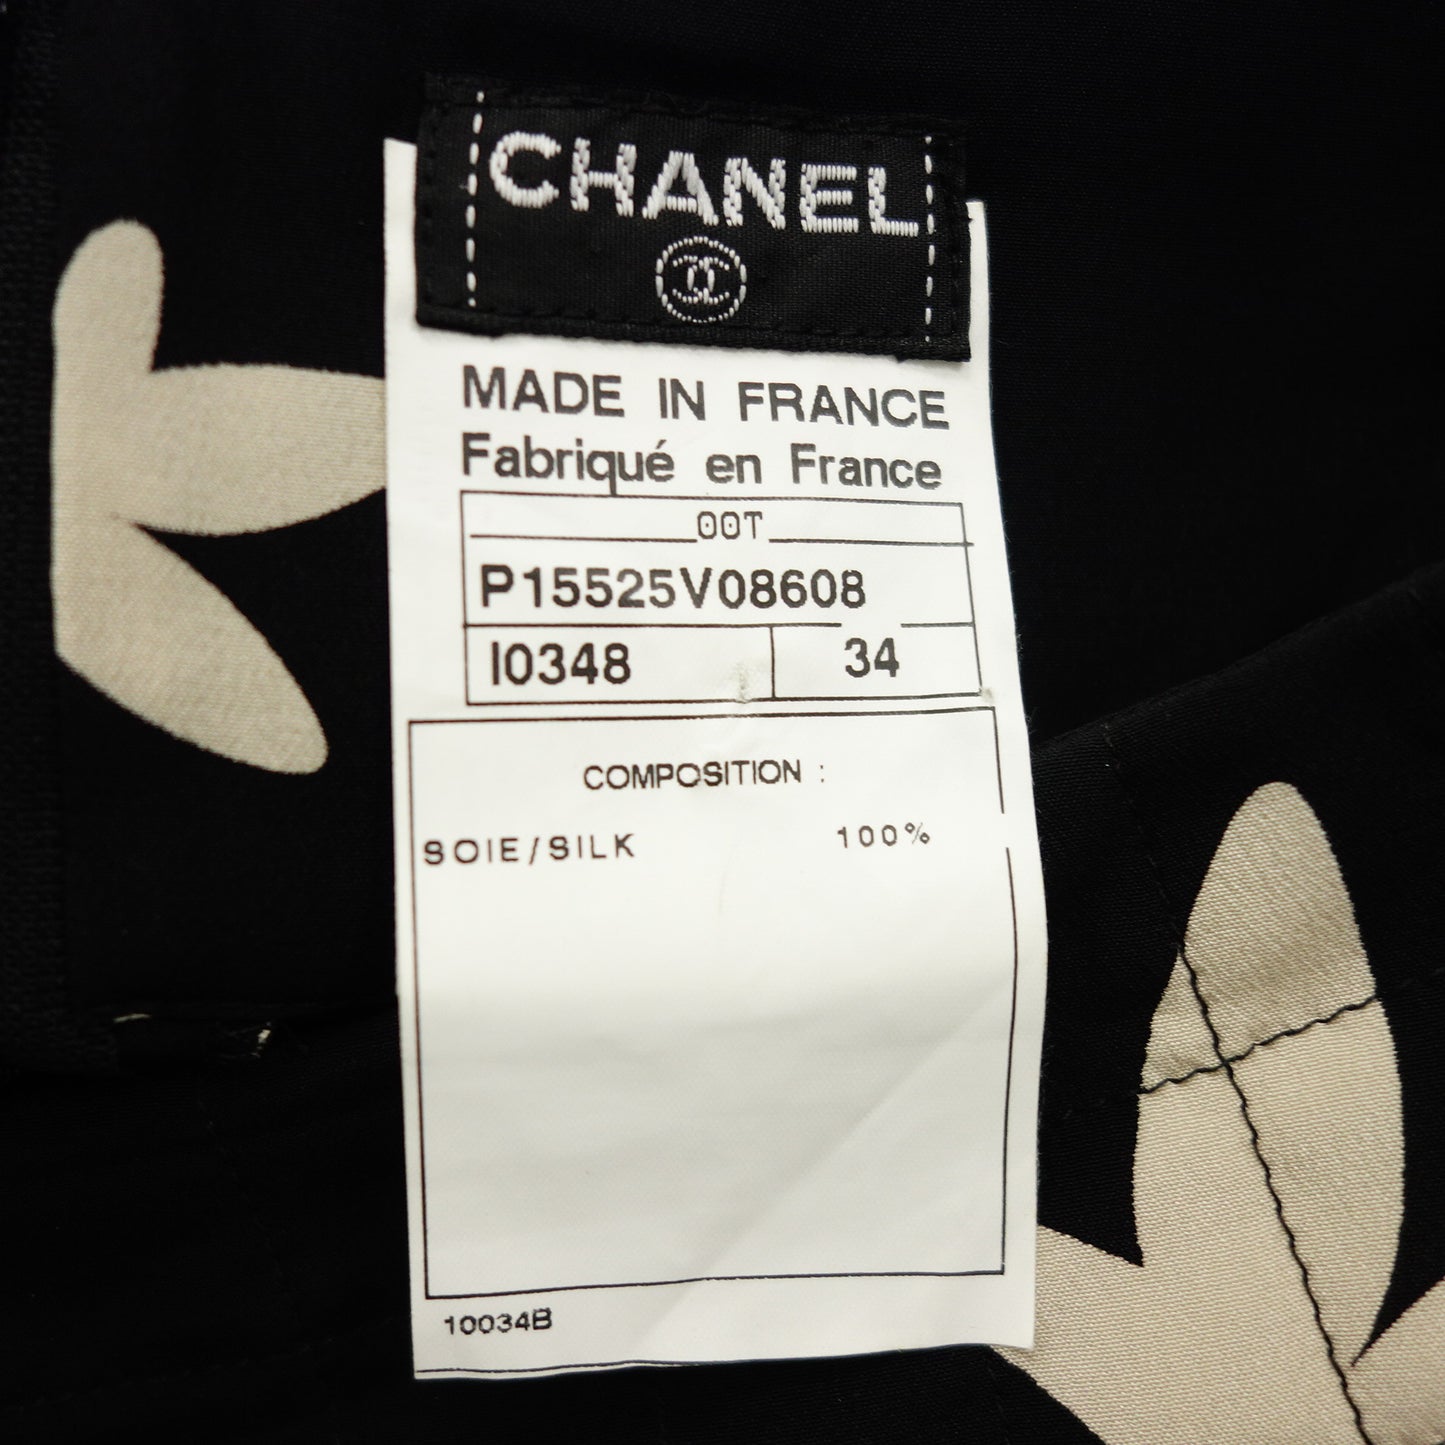 CHANEL
MADE IN FRANCE
Fabriqué en France
00T
P15525V08608
I0348 34
COMPOSITION :
SOIE/SILK 100%
10034B